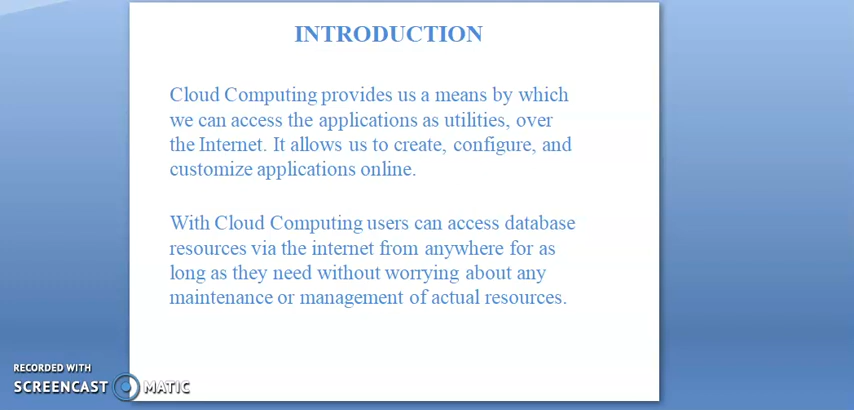 INTRODUCTION
Cloud Computing provides us a means by which
we can access the applications as utilities, over
the Internet. It allows us to create, configure, and
customize applications online.
With Cloud Computing users can access database
resources via the internet from anywhere for as
long as they need without worrying about any
maintenance or management of actual resources.
RECORDED WITH
SCREENCAST MATIC